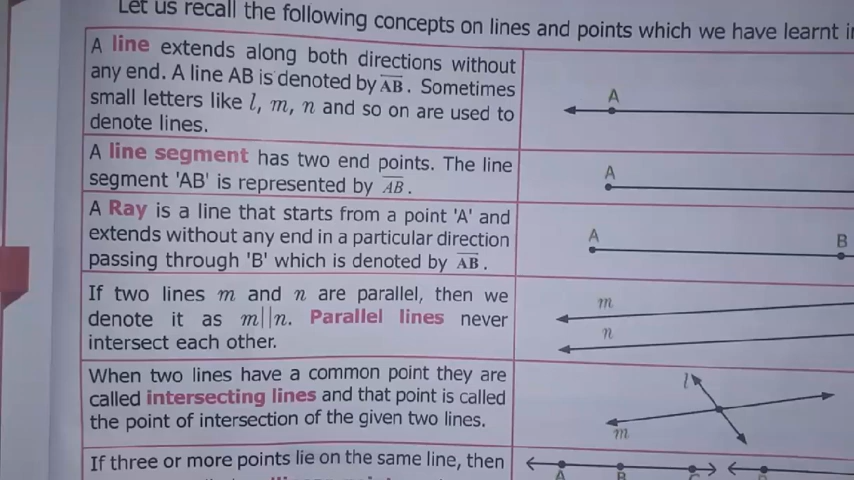 Let us recall the following concepts on lines and points which we have learnt
A line extends along both directions without
any end. A line AB is denoted by AB. Sometimes
small letters like l, m, n and so on are used to
denote lines.
A
A line segment has two end points. The line
segment 'AB' is represented by AB.
A
A Ray is a line that starts from a point 'A' and
extends without any end in a particular direction
passing through 'B' which is denoted by AB.
A B
If two lines m and n are parallel, then we
denote it as m||n. Parallel lines never
intersect each other.
m
n
When two lines have a common point they are
called intersecting lines and that point is called
the point of intersection of the given two lines.
l
m
If three or more points lie on the same line, then
A B C